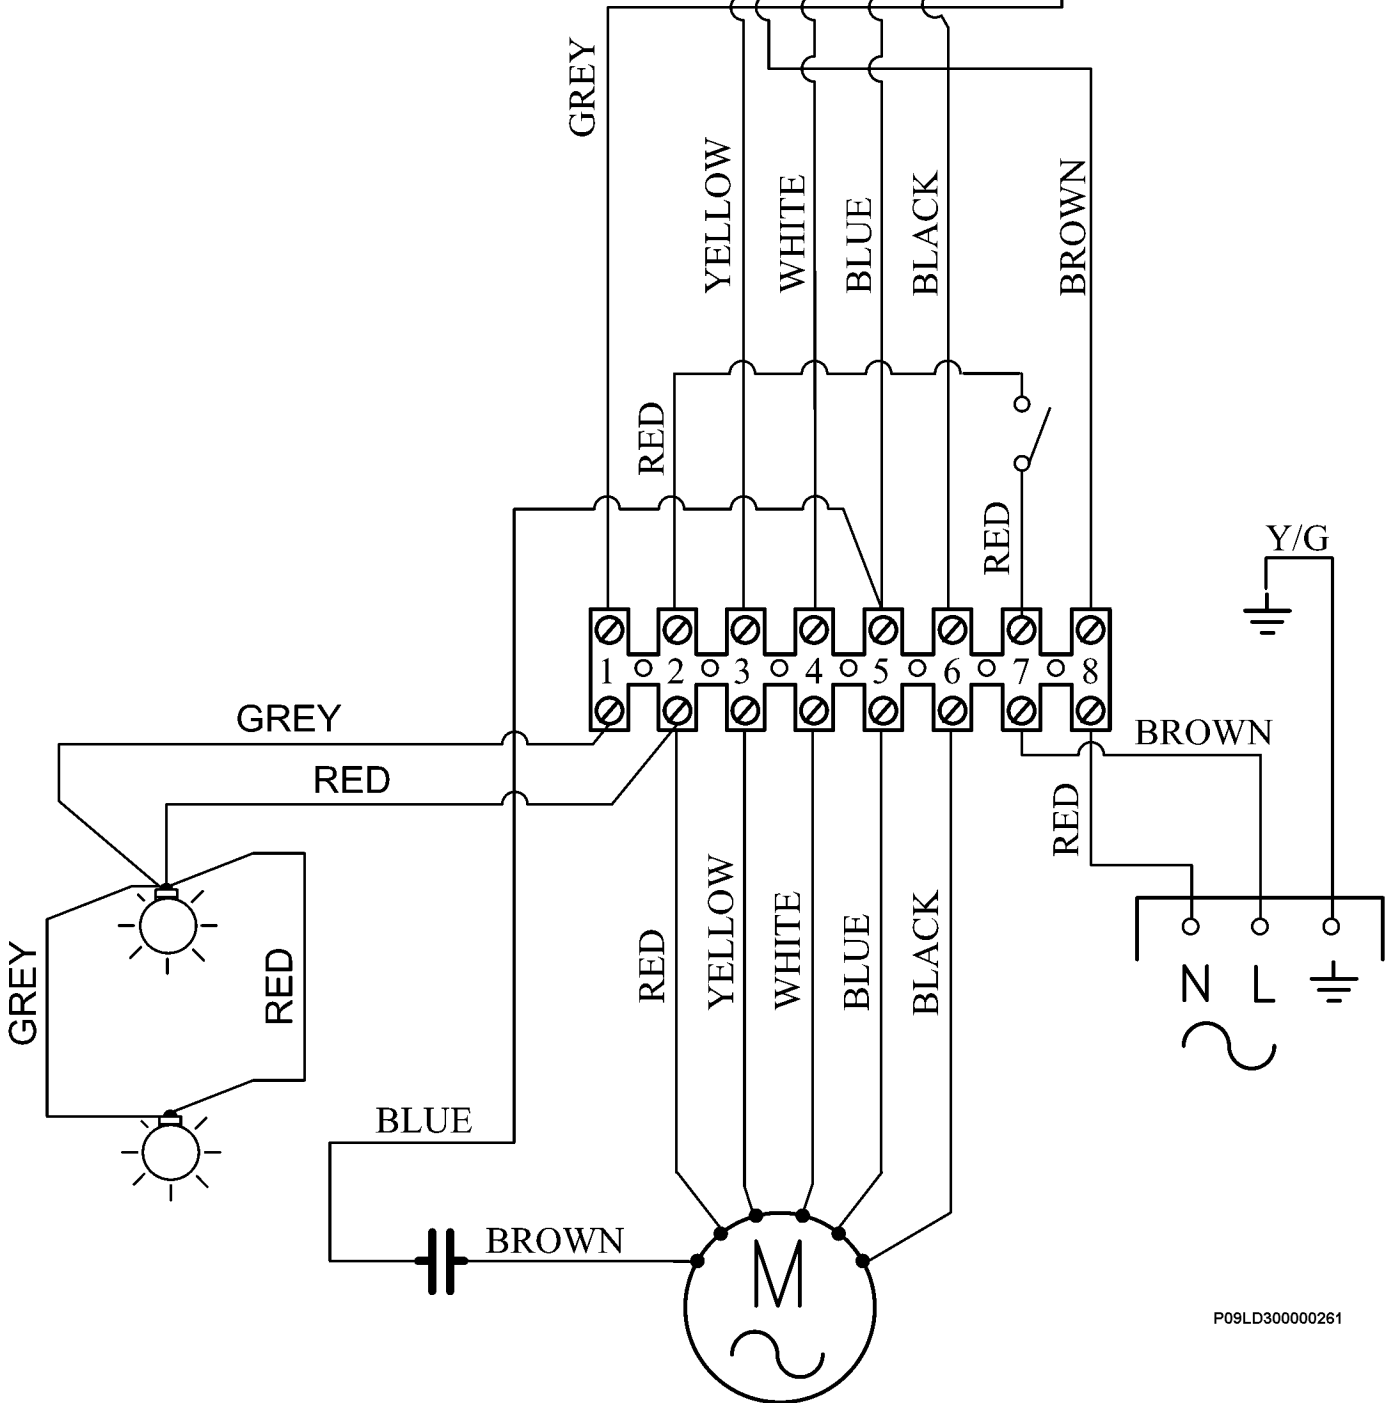 GREY
YELLOW
WHITE
BLUE
BLACK
BROWN
RED
RED
Y/G
1 2 3 4 5 6 7 8
GREY
BROWN
RED
RED
YELLOW
WHITE
BLUE
BLACK
RED
GREY
RED
N L
BLUE
BROWN
M
P09LD300000261